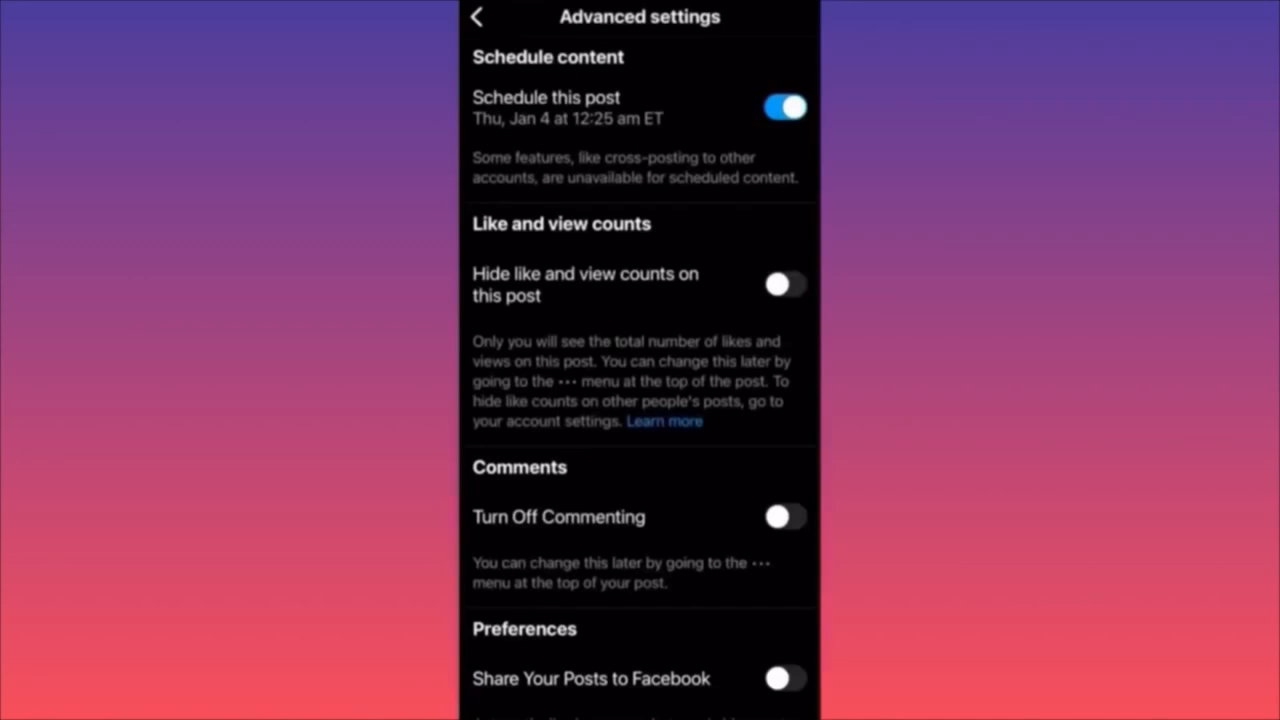 Advanced settings
Schedule content
Schedule this post
Thu, Jan 4 at 12:25 am ET
Some features, like cross-posting to other
accounts, are unavailable for scheduled content.
Like and view counts
Hide like and view counts on
this post
Only you will see the total number of likes and
views on this post. You can change this later by
going to the ••• menu at the top of the post. To
hide like counts on other people's posts, go to
your account settings. Learn more
Comments
Turn Off Commenting
You can change this later by going to the •••
menu at the top of your post.
Preferences
Share Your Posts to Facebook